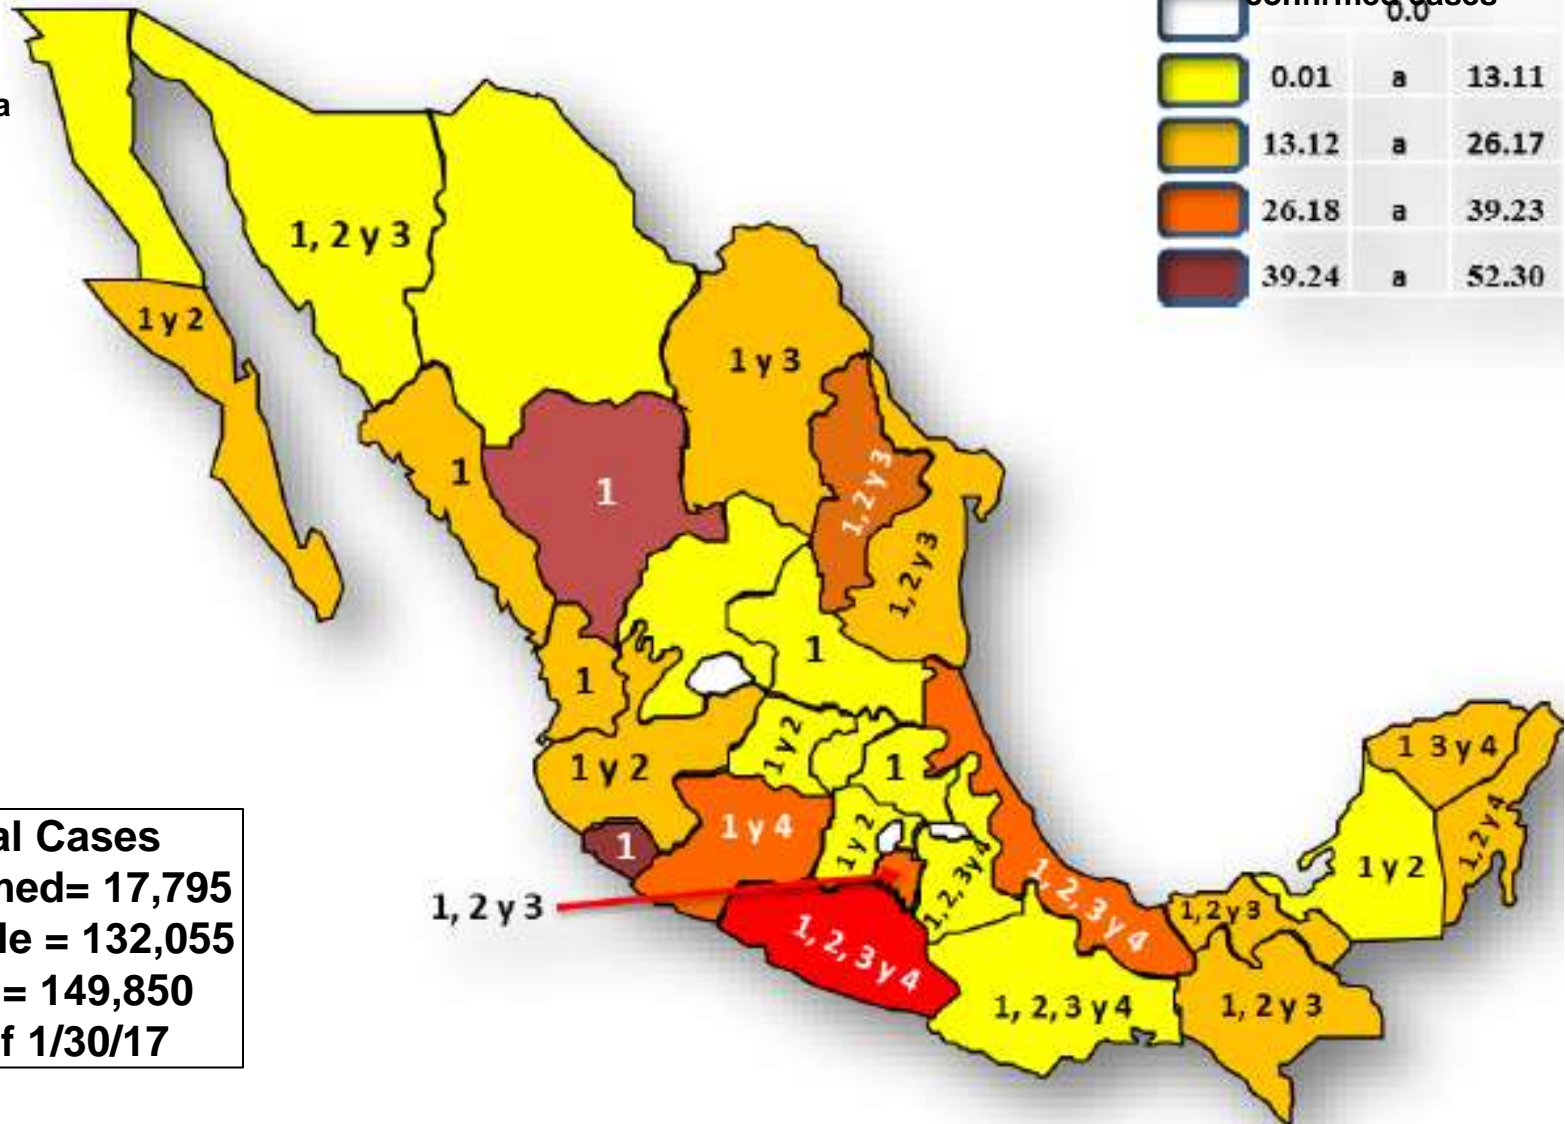 confirmed cases
0.0
0.01 a 13.11
13.12 a 26.17
26.18 a 39.23
39.24 a 52.30
a
1, 2 y 3
1 y 2
1 y 3
1
1
1, 2 y 3
1, 2 y 3
1
1
1 y 2
1 y 2
1
1 3 y 4
1, 2 y 4
1 y 2
1
1 y 4
1 y 2
1, 2, 3 y 4
1, 2, 3 y 4
1, 2 y 3
1, 2 y 3
1, 2, 3 y 4
1, 2, 3 y 4
1, 2 y 3
al Cases
med= 17,795
le = 132,055
= 149,850
f 1/30/17